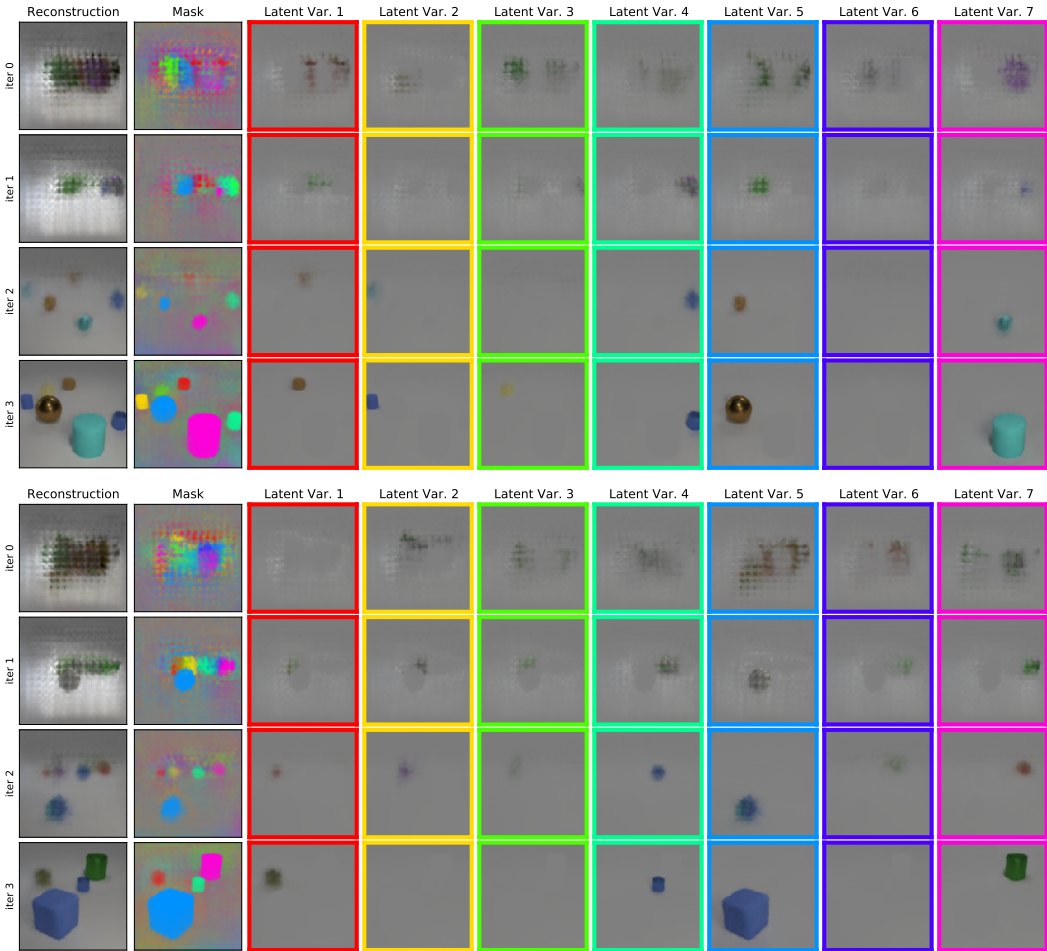 Reconstruction Mask Latent Var. 1 Latent Var. 2 Latent Var. 3 Latent Var. 4 Latent Var. 5 Latent Var. 6 Latent Var. 7
iter 0
iter 1
iter 2
iter 3
Reconstruction Mask Latent Var. 1 Latent Var. 2 Latent Var. 3 Latent Var. 4 Latent Var. 5 Latent Var. 6 Latent Var. 7
iter 0
iter 1
iter 2
iter 3